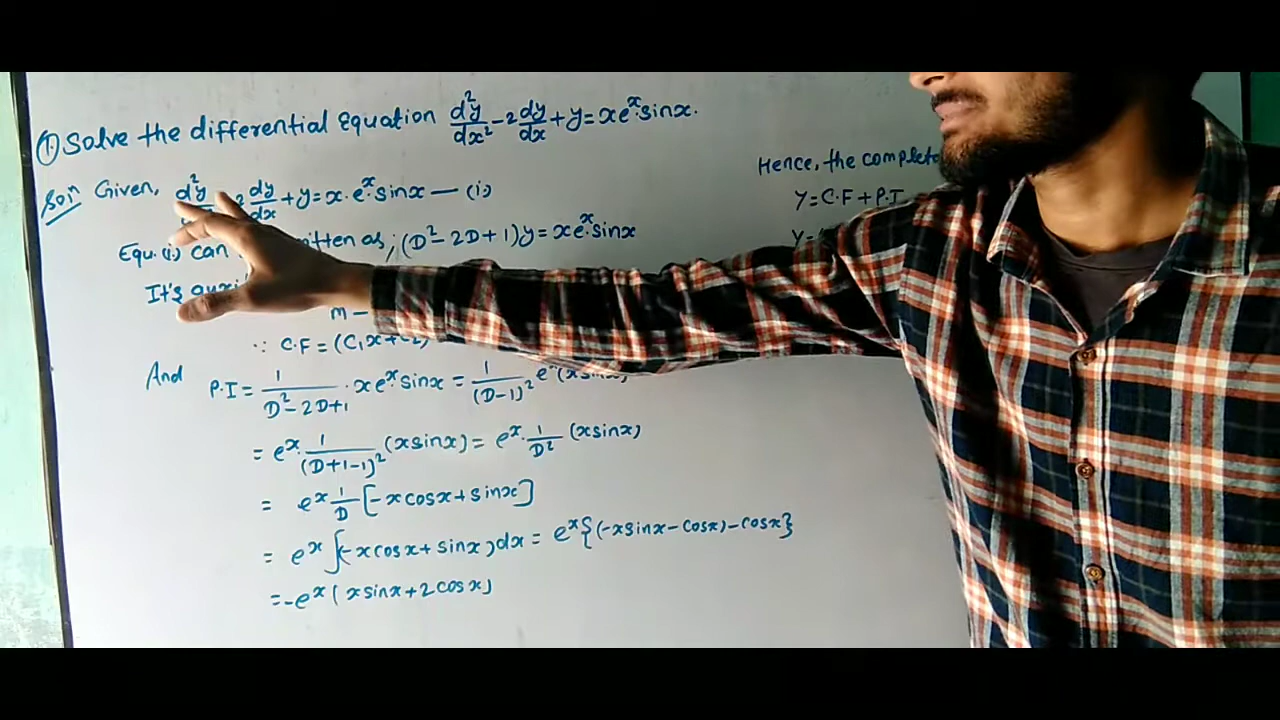 ① Solve the differential Equation d²y/dx² - 2dy/dx + y = xeˣ.sinx.
Soln Given, d²y 2 dy/dx + y = x.eˣ.sinx — (i)
Equ.(i) can written as; (D² - 2D + 1)y = xeˣ.sinx
It's
m -
∵ C.F = (C₁x +
And P.I = 1/(D² - 2D + 1) . xeˣ.sinx = 1/(D-1)²
= eˣ. 1/(D+1-1)² (xsinx) = eˣ. 1/D² (xsinx)
= eˣ 1/D [-xcosx + sinx]
= eˣ ∫(-xcosx + sinx)dx = eˣ{(-xsinx - cosx) - cosx}
= -eˣ(xsinx + 2cosx)
Hence, the complete
y = C.F + P.I
y =